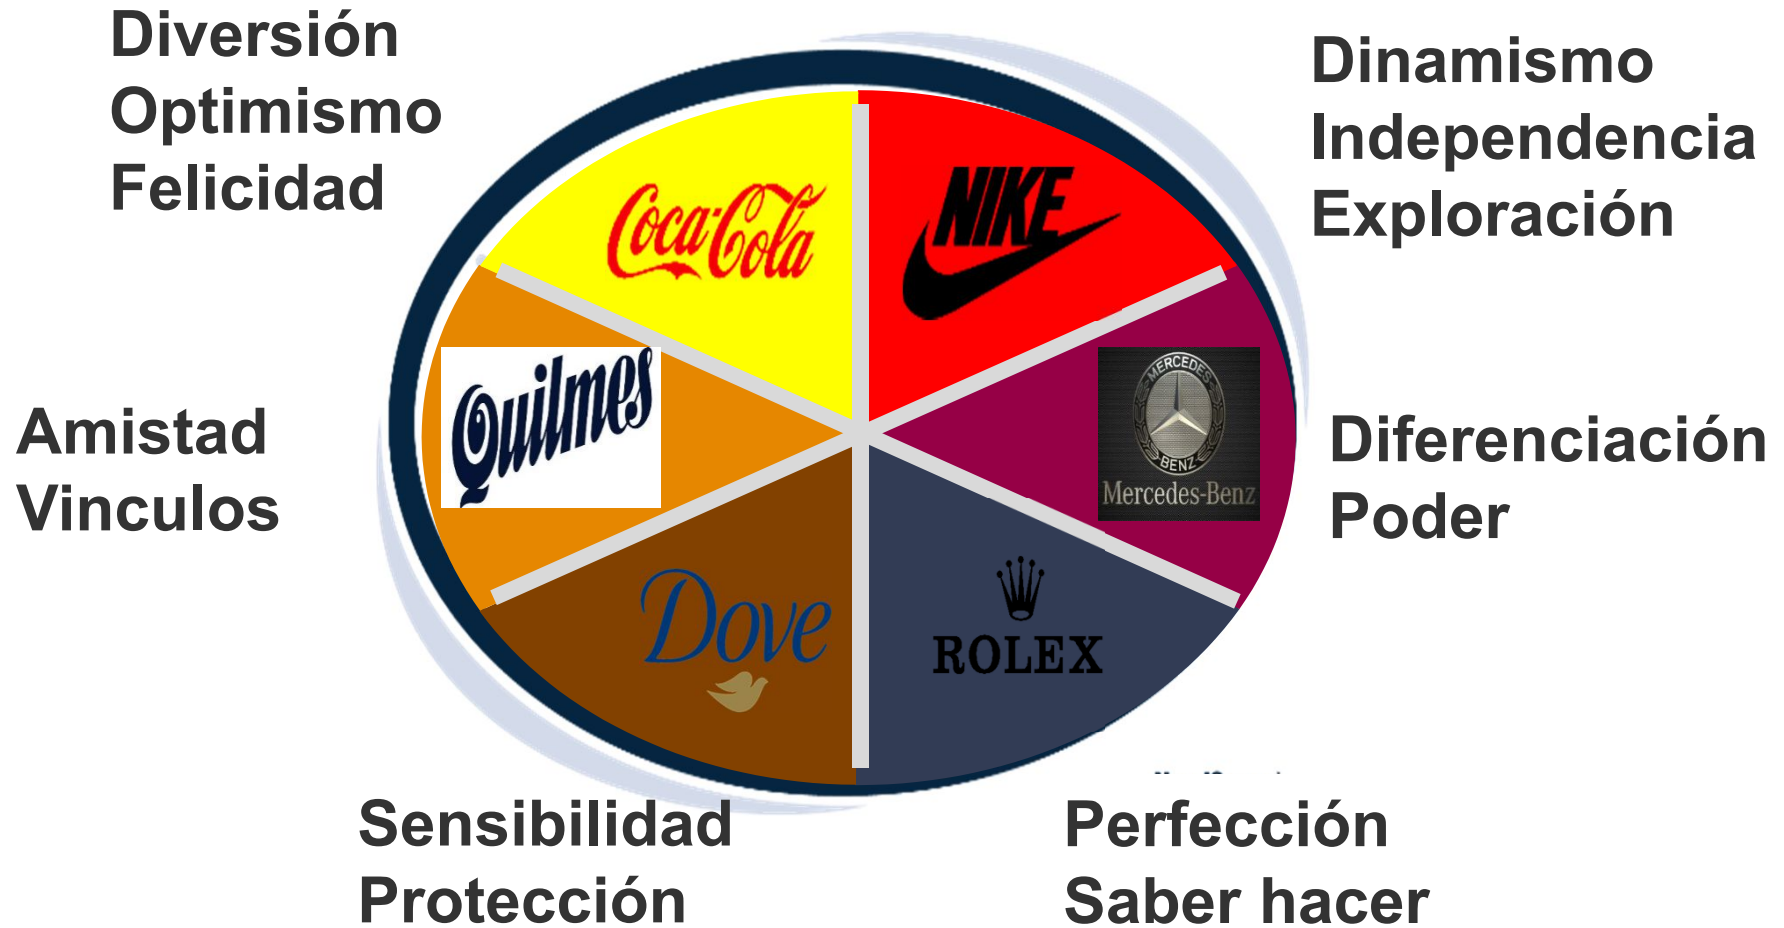 Diversión
Optimismo
Felicidad
Dinamismo
Independencia
Exploración
Coca-Cola
NIKE
Quilmes
MERCEDES
BENZ
Mercedes-Benz
Amistad
Vinculos
Diferenciación
Poder
Dove
ROLEX
Sensibilidad
Protección
Perfección
Saber hacer